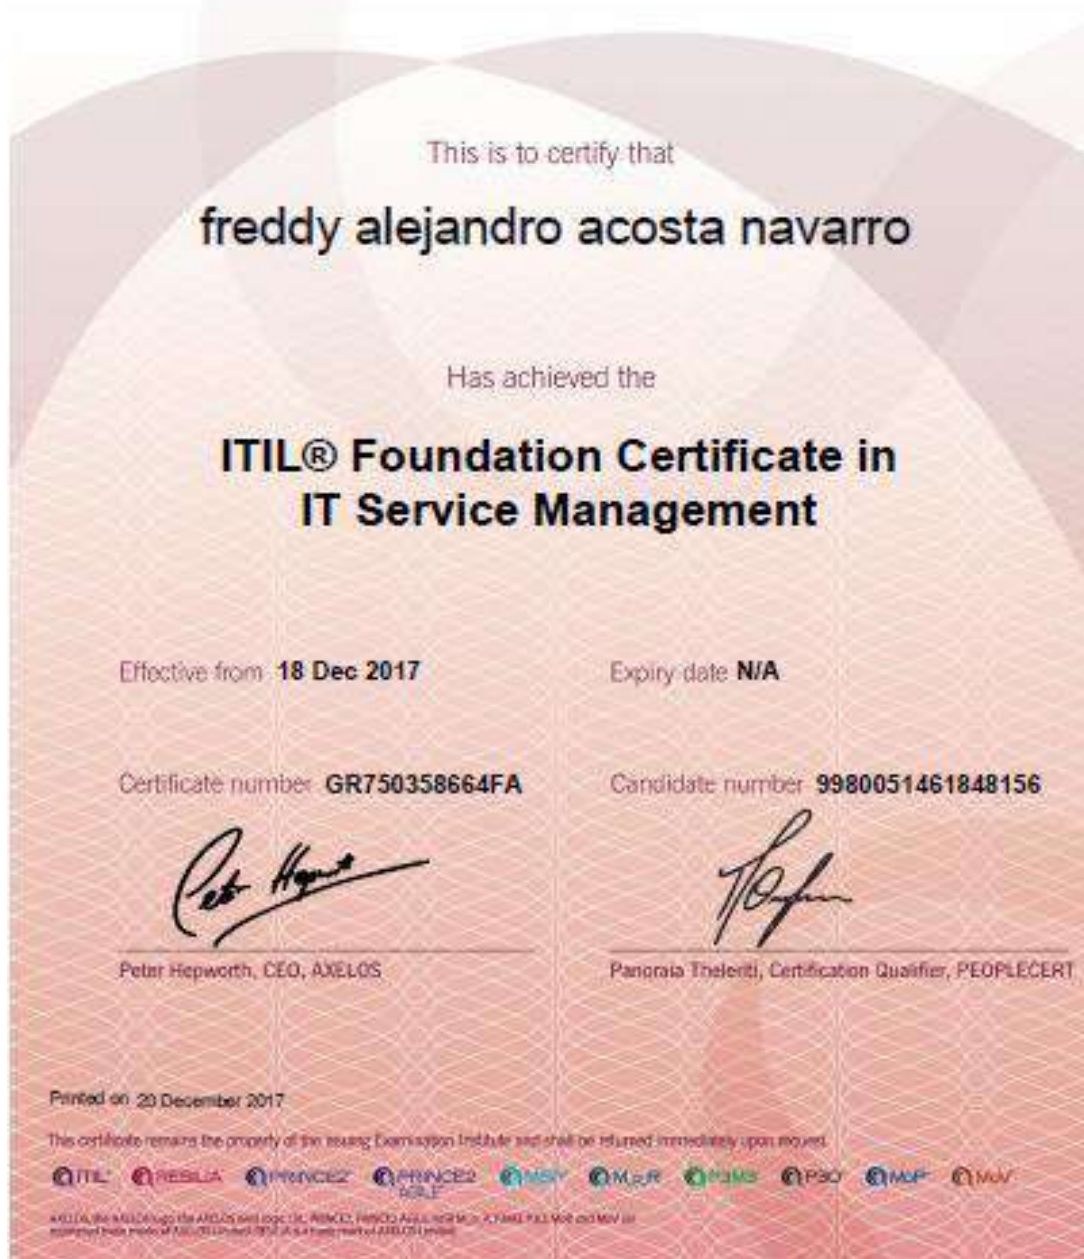 This is to certify that
freddy alejandro acosta navarro
Has achieved the
ITIL® Foundation Certificate in
IT Service Management
Effective from 18 Dec 2017 Expiry date N/A
Certificate number GR750358664FA Candidate number 9980051461848156
Peter Hepworth, CEO, AXELOS Panoraia Theleriti, Certification Qualifier, PEOPLECERT
Printed on 20 December 2017
This certificate remains the property of the issuing Examination Institute and shall be returned immediately upon request.
ITIL® RESILIA PRINCE2® PRINCE2 AGILE® MSP® M_o_R® P3M3 P3O® MoP® MoV®